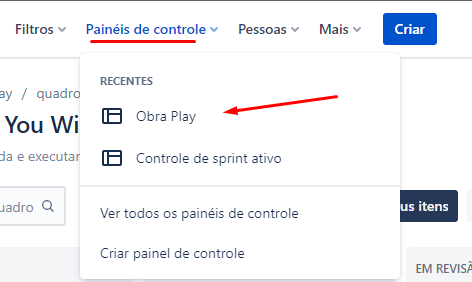 Filtros Painéis de controle Pessoas Mais Criar
RECENTES
ay / quadro
Obra Play
You Wi
da e executar
Controle de sprint ativo
quadro
us itens
Ver todos os painéis de controle
Criar painel de controle
EM REVISÃ